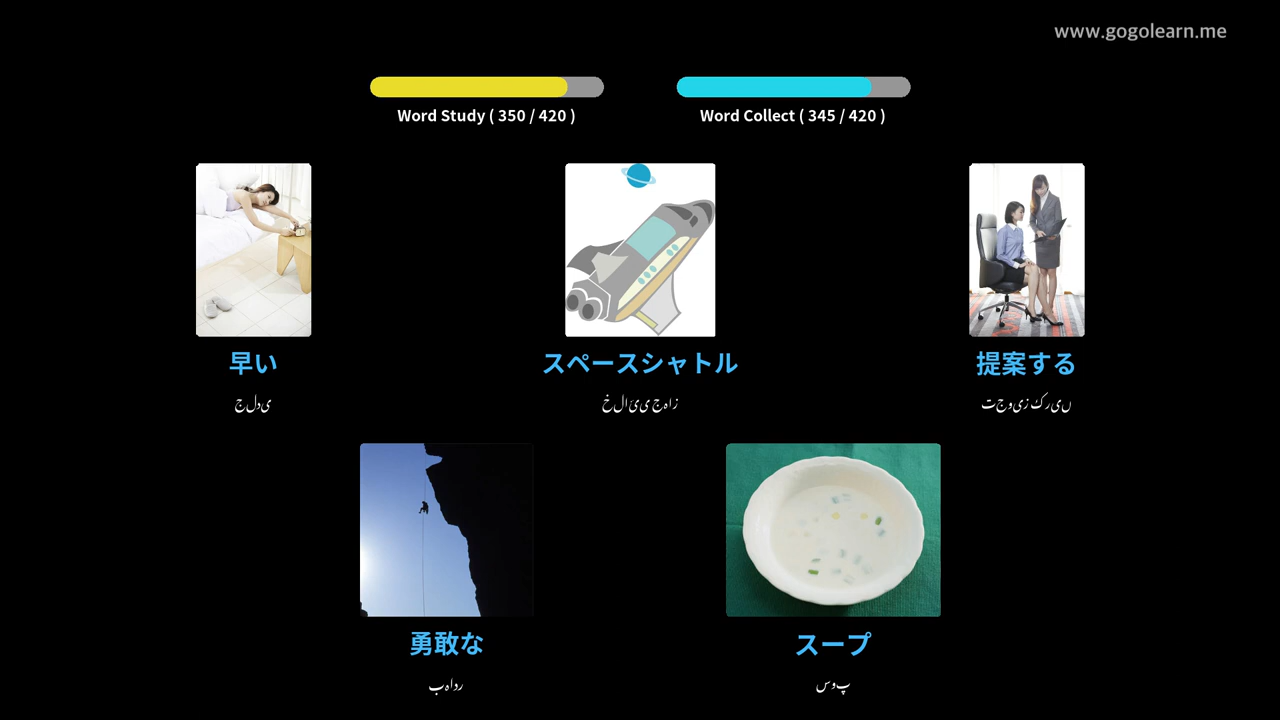 www.gogolearn.me
Word Study ( 350 / 420 )
Word Collect ( 345 / 420 )
早い
スペースシャトル
提案する
جلدی
خلائی جہاز
تجویز کریں
勇敢な
スープ
بہادر
سوپ